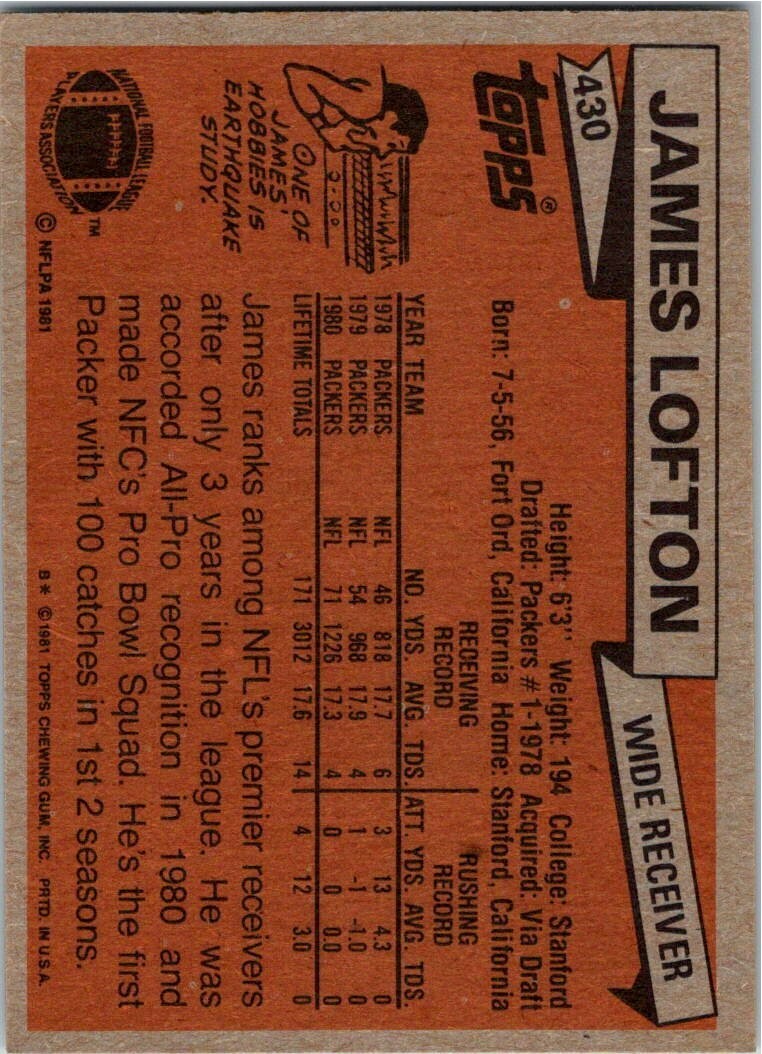 JAMES LOFTON
WIDE RECEIVER
430
topps®
Height: 6'3" Weight: 194 College: Stanford
Drafted: Packers #1-1978 Acquired: Via Draft
Born: 7-5-56, Fort Ord, California Home: Stanford, California
RECEIVING RECORD RUSHING RECORD
YEAR TEAM NO. YDS. AVG. TDS. ATT. YDS. AVG. TDS.
1978 PACKERS NFL 46 818 17.7 6 3 13 4.3 0
1979 PACKERS NFL 54 968 17.9 4 1 -1 -1.0 0
1980 PACKERS NFL 71 1226 17.3 4 0 0 0.0 0
LIFETIME TOTALS 171 3012 17.6 14 4 12 3.0 0
ONE OF
JAMES'
HOBBIES IS
EARTHQUAKE
STUDY.
James ranks among NFL's premier receivers
after only 3 years in the league. He was
accorded All-Pro recognition in 1980 and
made NFC's Pro Bowl Squad. He's the first
Packer with 100 catches in 1st 2 seasons.
NATIONAL FOOTBALL LEAGUE
PLAYERS ASSOCIATION™
© NFLPA 1981
B* ©1981 TOPPS CHEWING GUM, INC. PRTD. IN U.S.A.